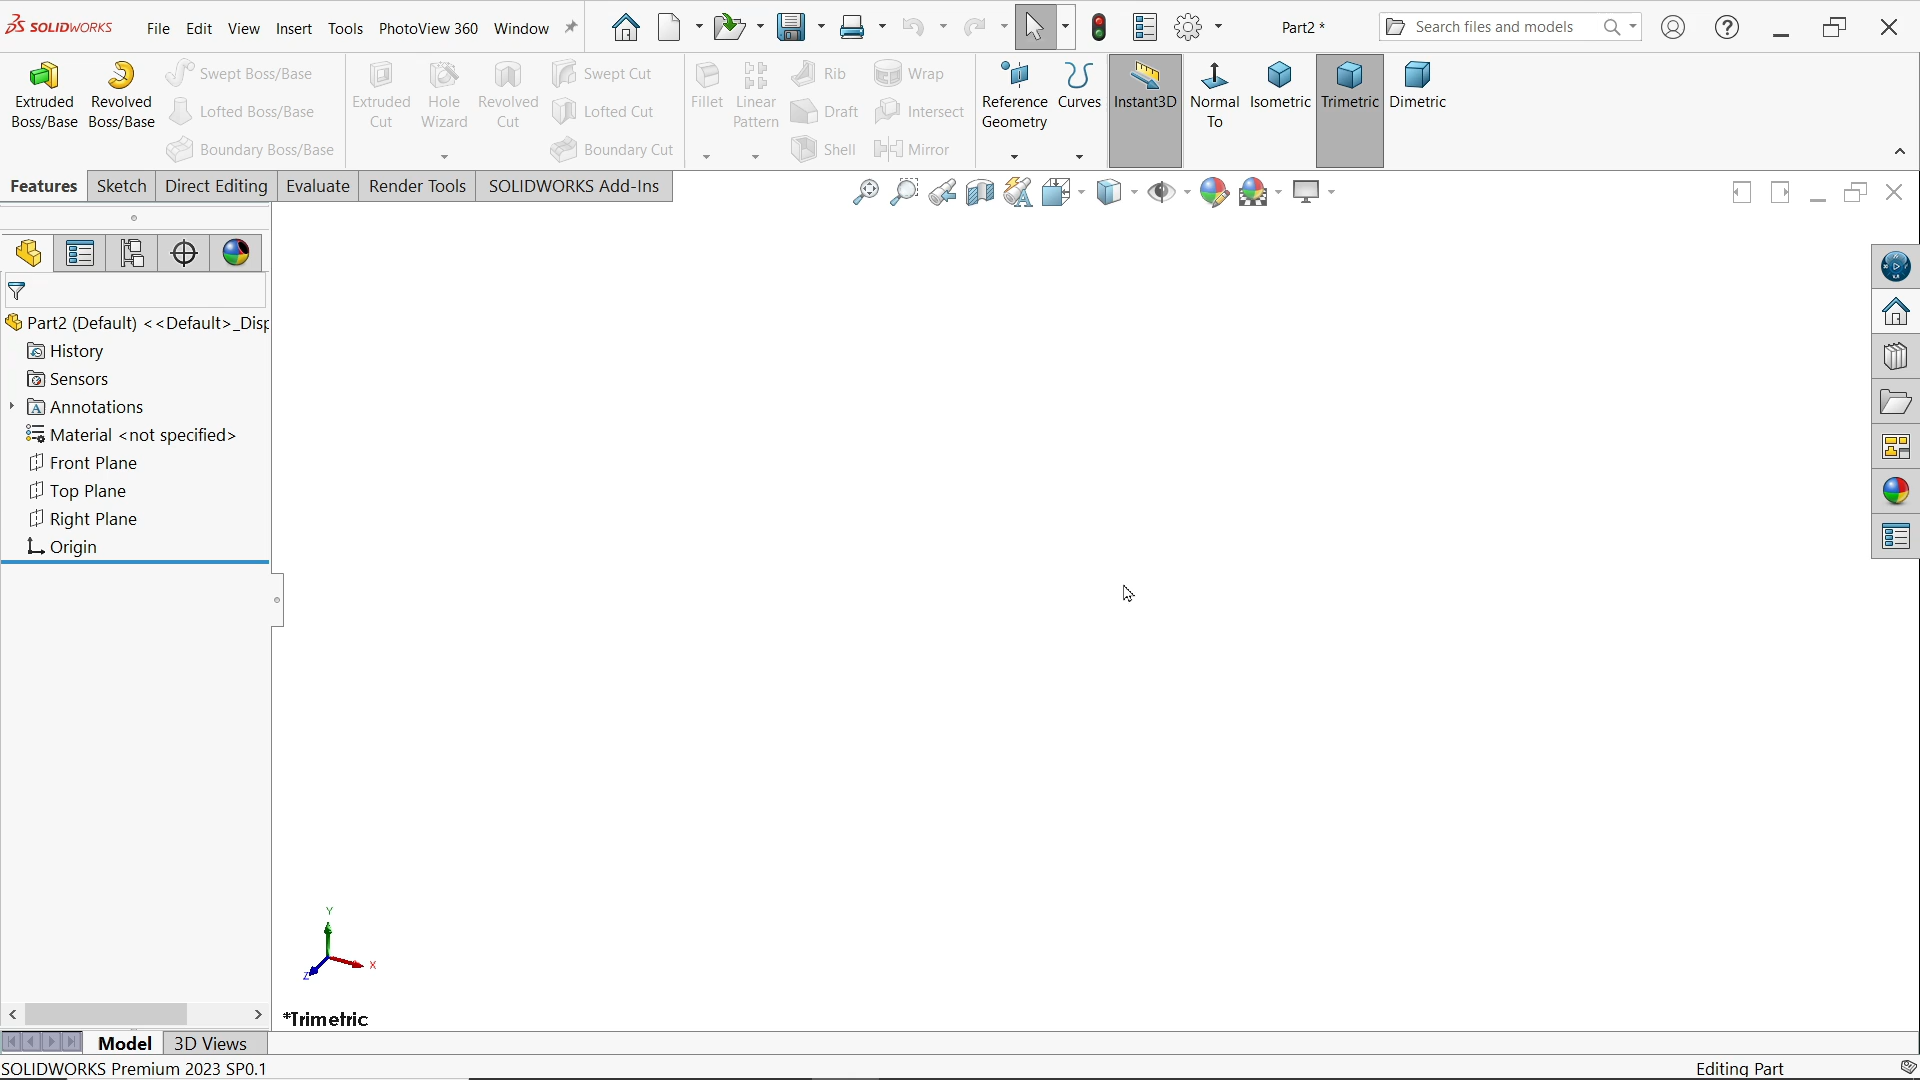 SOLIDWORKS File Edit View Insert Tools PhotoView 360 Window Part2 * Search files and models
Extruded Boss/Base
Revolved Boss/Base
Swept Boss/Base
Lofted Boss/Base
Boundary Boss/Base
Extruded Cut
Hole Wizard
Revolved Cut
Swept Cut
Lofted Cut
Boundary Cut
Fillet
Linear Pattern
Rib
Draft
Shell
Wrap
Intersect
Mirror
Reference Geometry
Curves
Instant3D
Normal To
Isometric
Trimetric
Dimetric
Features Sketch Direct Editing Evaluate Render Tools SOLIDWORKS Add-Ins
Part2 (Default) <<Default>_Disp
History
Sensors
Annotations
Material <not specified>
Front Plane
Top Plane
Right Plane
Origin
Y
X
Z
*Trimetric
Model 3D Views
SOLIDWORKS Premium 2023 SP0.1 Editing Part